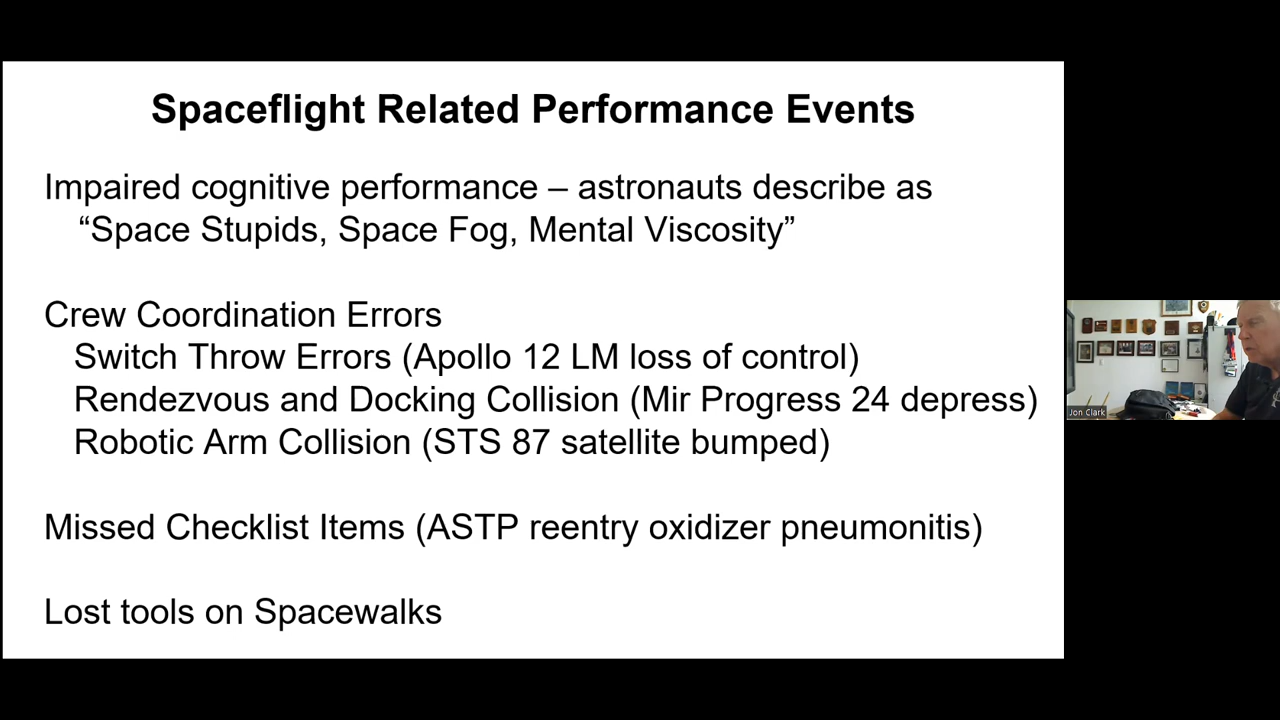 Spaceflight Related Performance Events
Impaired cognitive performance – astronauts describe as
“Space Stupids, Space Fog, Mental Viscosity”
Crew Coordination Errors
Switch Throw Errors (Apollo 12 LM loss of control)
Rendezvous and Docking Collision (Mir Progress 24 depress)
Robotic Arm Collision (STS 87 satellite bumped)
Missed Checklist Items (ASTP reentry oxidizer pneumonitis)
Lost tools on Spacewalks
Jon Clark